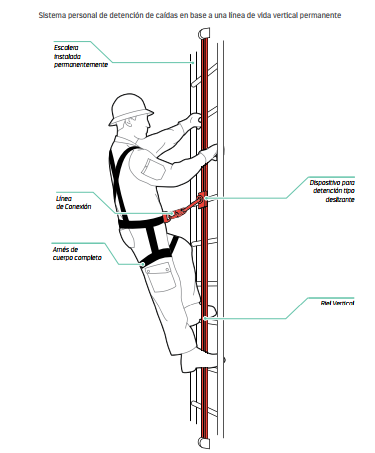 Sistema personal de detención de caídas en base a una línea de vida vertical permanente
Escalera
Instalada
permanentemente
Dispositivo para
detención tipo
deslizante
Línea
de Conexión
Arnés de
cuerpo completo
Riel Vertical